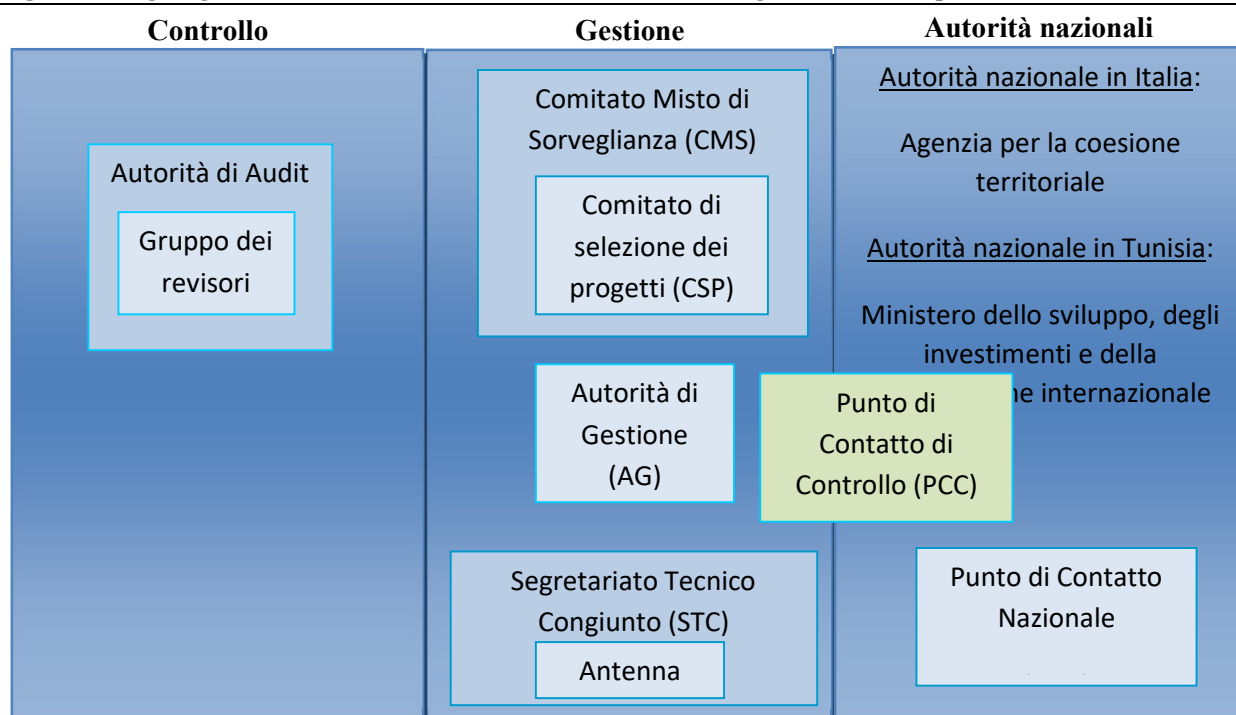 Controllo
Autorità di Audit
Gruppo dei
revisori
Gestione
Comitato Misto di
Sorveglianza (CMS)
Comitato di
selezione dei
progetti (CSP)
Autorità di
Gestione
(AG)
Segretariato Tecnico
Congiunto (STC)
Antenna
Autorità nazionali
Autorità nazionale in Italia:
Agenzia per la coesione
territoriale
Autorità nazionale in Tunisia:
Ministero dello sviluppo, degli
investimenti e della
ne internazionale
Punto di
Contatto di
Controllo (PCC)
Punto di Contatto
Nazionale